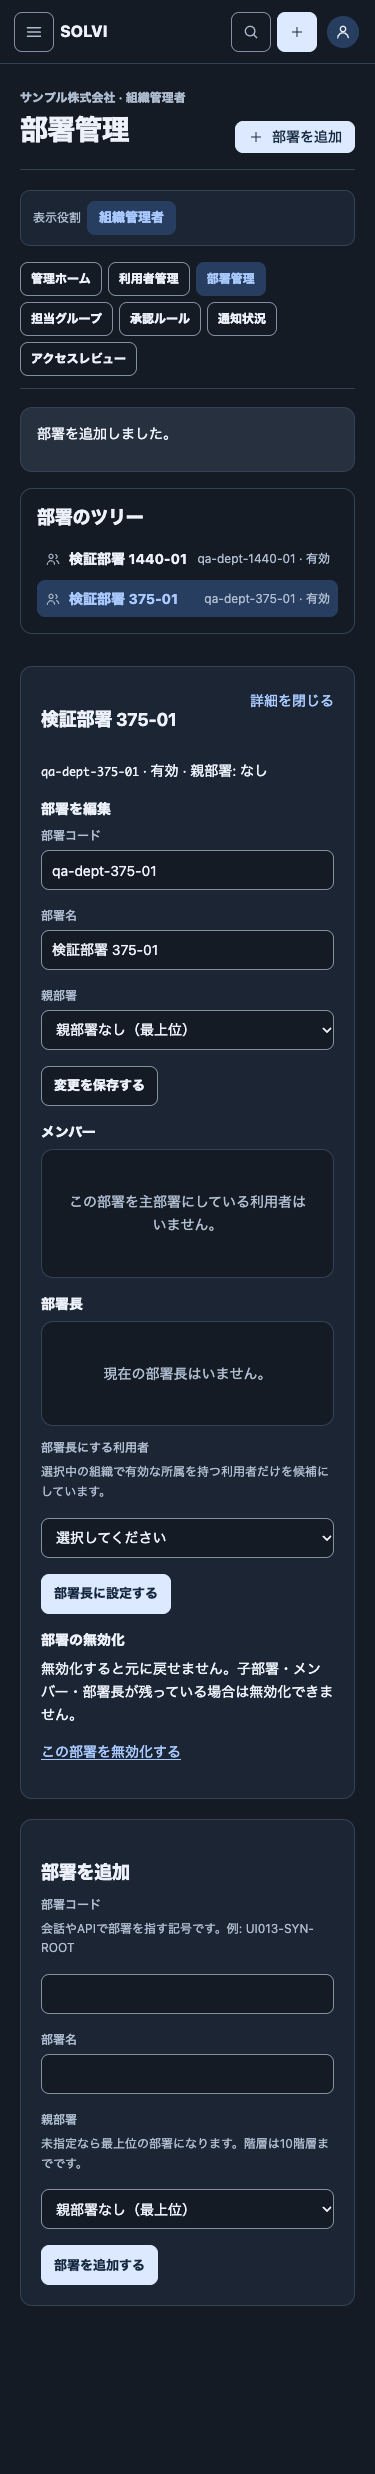 SOLVI
サンプル株式会社 · 組織管理者
部署管理
部署を追加
表示役割 組織管理者
管理ホーム 利用者管理 部署管理
担当グループ 承認ルール 通知状況
アクセスレビュー
部署を追加しました。
部署のツリー
検証部署 1440-01 qa-dept-1440-01 · 有効
検証部署 375-01 qa-dept-375-01 · 有効
詳細を閉じる
検証部署 375-01
qa-dept-375-01 · 有効 · 親部署: なし
部署を編集
部署コード
qa-dept-375-01
部署名
検証部署 375-01
親部署
親部署なし（最上位）
変更を保存する
メンバー
この部署を主部署にしている利用者は
いません。
部署長
現在の部署長はいません。
部署長にする利用者
選択中の組織で有効な所属を持つ利用者だけを候補に
しています。
選択してください
部署長に設定する
部署の無効化
無効化すると元に戻せません。子部署・メン
バー・部署長が残っている場合は無効化できま
せん。
この部署を無効化する
部署を追加
部署コード
会話やAPIで部署を指す記号です。例: UI013-SYN-
ROOT
部署名
親部署
未指定なら最上位の部署になります。階層は10階層ま
でです。
親部署なし（最上位）
部署を追加する